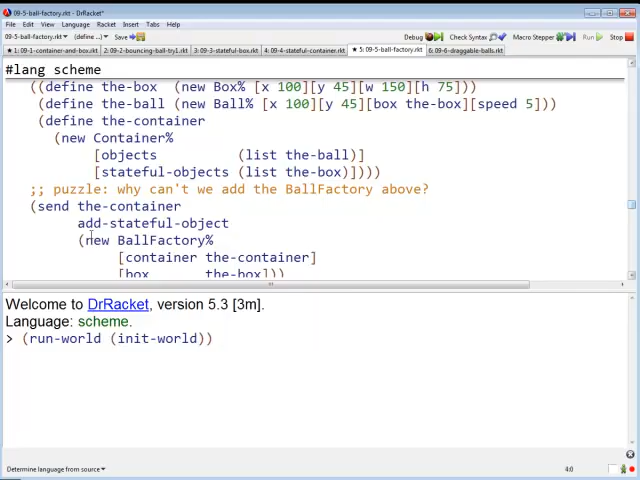 09-5-ball-factory.rkt - DrRacket*
File Edit View Language Racket Insert Tabs Help
09-5-ball-factory.rkt (define ...) Save Debug Check Syntax Macro Stepper Run Stop
1: 09-1-container-and-box.rkt 2: 09-2-bouncing-ball-try1.rkt 3: 09-3-stateful-box.rkt 4: 09-4-stateful-container.rkt 5: 09-5-ball-factory.rkt 6: 09-6-draggable-balls.rkt
#lang scheme
((define the-box (new Box% [x 100][y 45][w 150][h 75]))
(define the-ball (new Ball% [x 100][y 45][box the-box][speed 5]))
(define the-container
(new Container%
[objects (list the-ball)]
[stateful-objects (list the-box)])))
;; puzzle: why can't we add the BallFactory above?
(send the-container
add-stateful-object
(new BallFactory%
[container the-container]
[box the-box]))
Welcome to DrRacket, version 5.3 [3m].
Language: scheme.
> (run-world (init-world))
Determine language from source 4:0